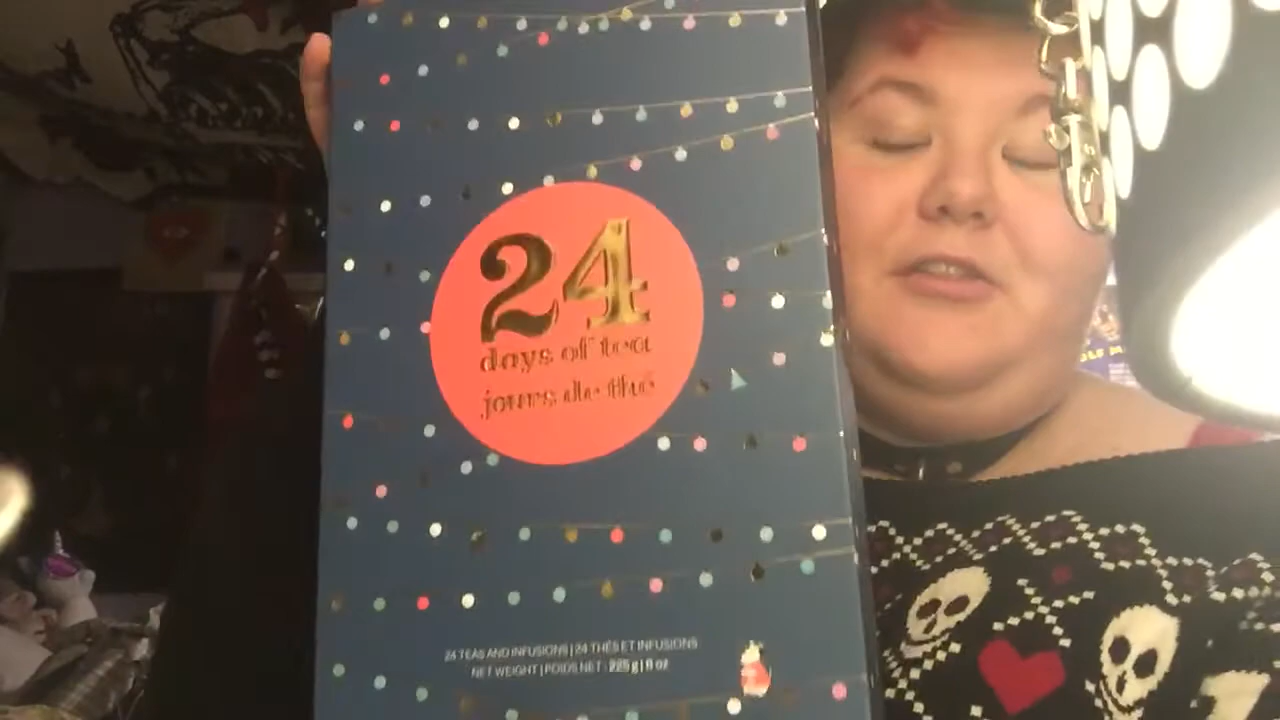 24
days of tea
jours de thé
24 TEAS AND INFUSIONS | 24 THÉS ET INFUSIONS
NET WEIGHT | POIDS NET : 225 g | 8 oz